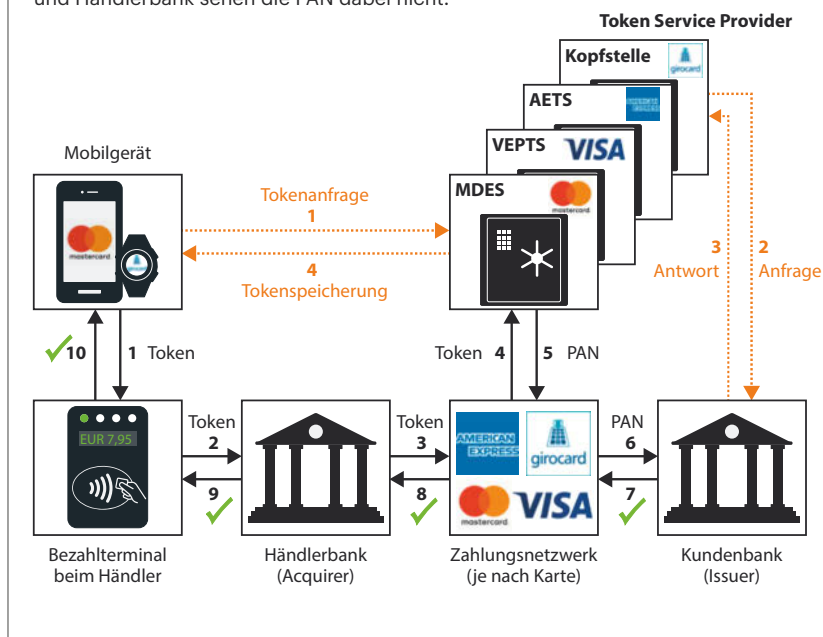 und Händlerbank sehen die PAN dabei nicht.
Token Service Provider
Kopfstelle
girocard
AETS
AMERICAN EXPRESS
VEPTS
VISA
MDES
mastercard
Mobilgerät
mastercard
girocard
Tokenanfrage
1
4
Tokenspeicherung
3
Antwort
2
Anfrage
10
1 Token
Token 4
5 PAN
EUR 7,95
Token
2
9
Token
3
8
AMERICAN
EXPRESS
girocard
mastercard
VISA
PAN
6
7
Bezahlterminal
beim Händler
Händlerbank
(Acquirer)
Zahlungsnetzwerk
(je nach Karte)
Kundenbank
(Issuer)